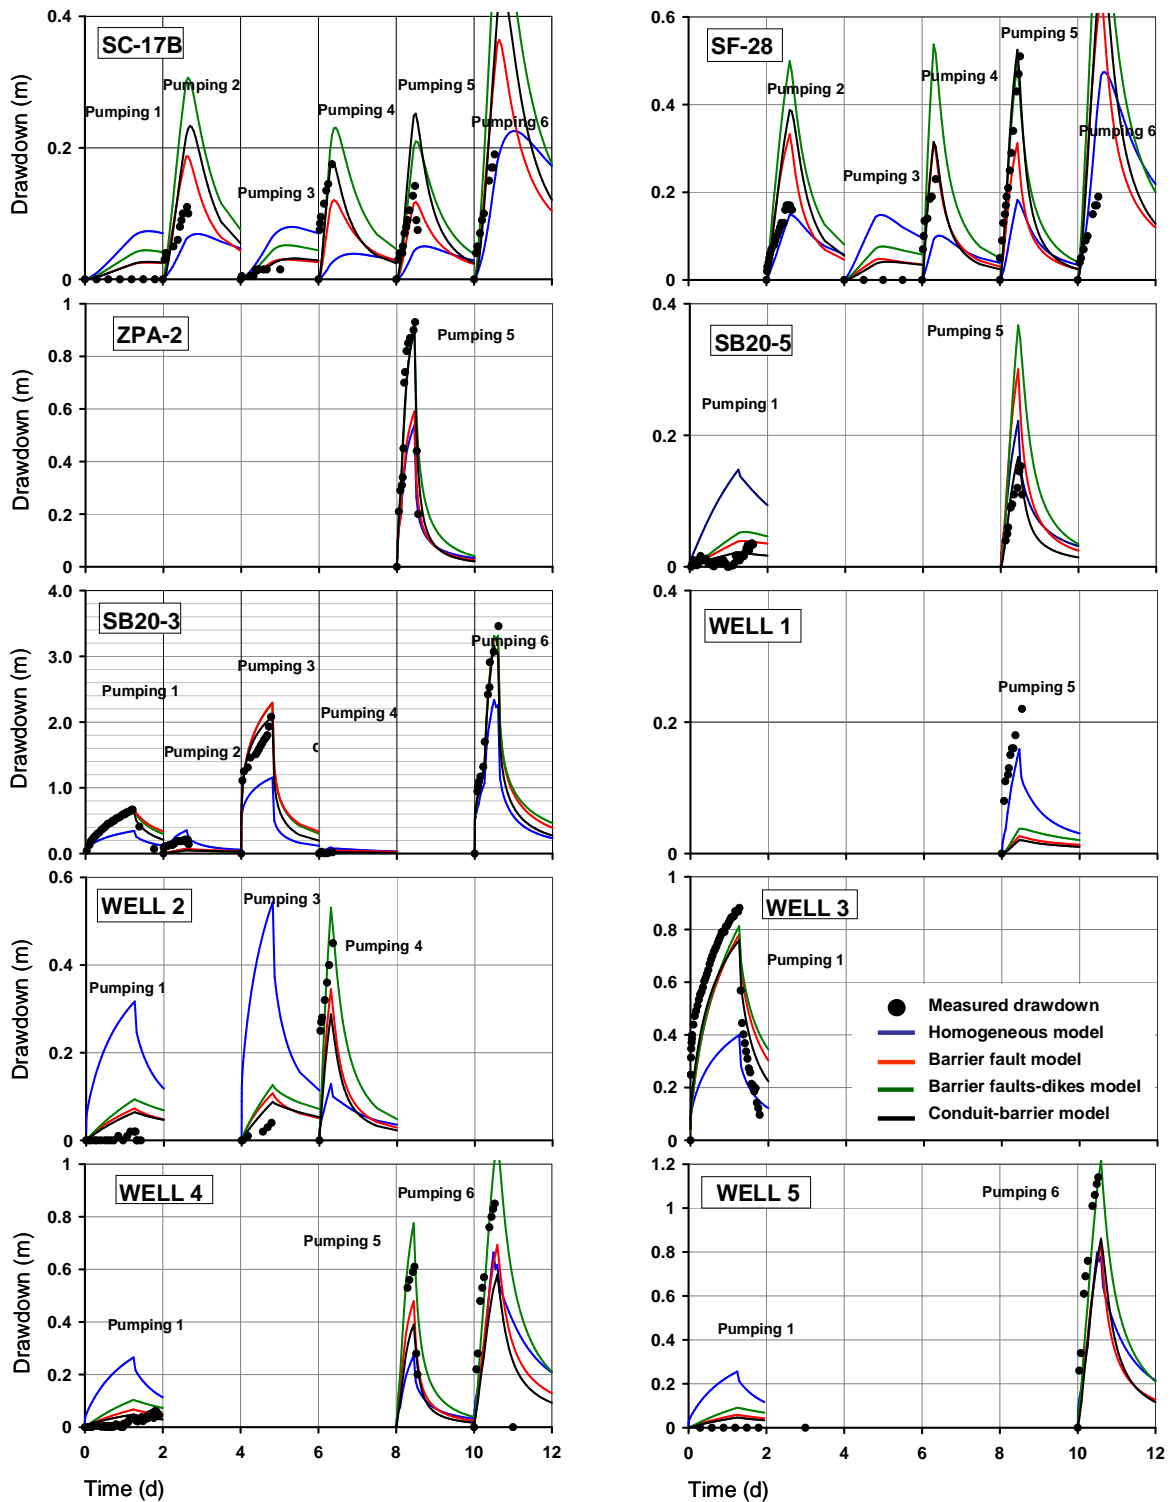 0.4
SC-17B
Pumping 2
Pumping 5
Pumping 1
Pumping 4
Pumping 6
0.2
Pumping 3
0
Drawdown (m)
0.6
SF-28
Pumping 5
Pumping 4
Pumping 2
0.4
Pumping 6
Pumping 3
0.2
0
1
ZPA-2
Pumping 5
0.8
0.6
0.4
0.2
0
Drawdown (m)
0.4
SB20-5
Pumping 5
Pumping 1
0.2
0
4.0
SB20-3
Pumping 6
3.0
Pumping 3
Pumping 1
Pumping 4
2.0
Pumping 2
1.0
0.0
Drawdown (m)
0.4
WELL 1
Pumping 5
0.2
0
0.6
WELL 2
Pumping 3
Pumping 4
0.4
Pumping 1
0.2
0
Drawdown (m)
1
WELL 3
0.8
Pumping 1
0.6
Measured drawdown
Homogeneous model
0.4
Barrier fault model
Barrier faults-dikes model
0.2
Conduit-barrier model
0
1
WELL 4
Pumping 6
0.8
Pumping 5
0.6
Pumping 1
0.4
0.2
0
Drawdown (m)
0 2 4 6 8 10 12
Time (d)
1.2
WELL 5
Pumping 6
1
0.8
0.6
Pumping 1
0.4
0.2
0
0 2 4 6 8 10 12
Time (d)